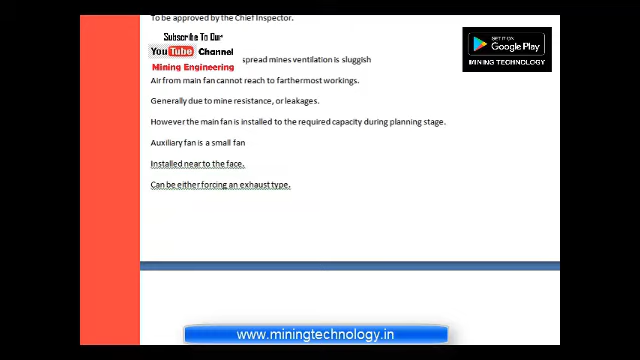 To be approved by the Chief Inspector.
Subscribe To Our
YouTube Channel
Mining Engineering
spread mines ventilation is sluggish
GET IT ON
Google Play
MINING TECHNOLOGY
Air from main fan cannot reach to farthermost workings.
Generally due to mine resistance, or leakages.
However the main fan is installed to the required capacity during planning stage.
Auxiliary fan is a small fan
Installed near to the face.
Can be either forcing an exhaust type.
www.miningtechnology.in